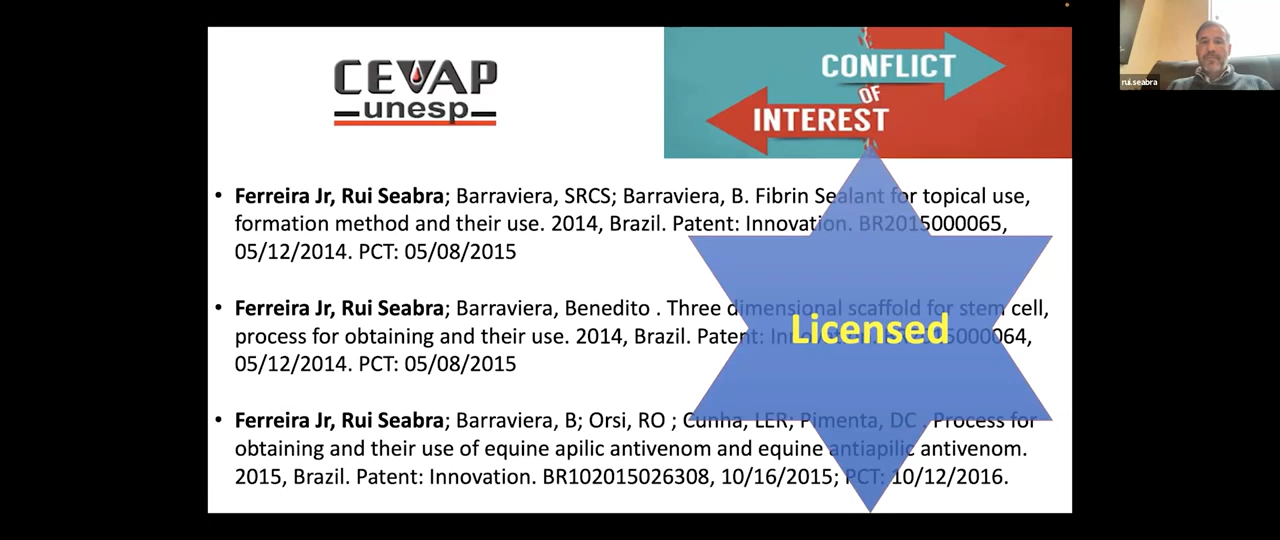 CEVAP
unesp
CONFLICT
OF
INTEREST
rui.seabra
• Ferreira Jr, Rui Seabra; Barraviera, SRCS; Barraviera, B. Fibrin Sealant for topical use,
formation method and their use. 2014, Brazil. Patent: Innovation. BR2015000065,
05/12/2014. PCT: 05/08/2015
• Ferreira Jr, Rui Seabra; Barraviera, Benedito . Three dimensional scaffold for stem cell,
process for obtaining and their use. 2014, Brazil. Patent: 5000064,
05/12/2014. PCT: 05/08/2015
Licensed
• Ferreira Jr, Rui Seabra; Barraviera, B; Orsi, RO ; Cunha, LER; Pimenta, DC . Process for
obtaining and their use of equine apilic antivenom and equine antiapilic antivenom.
2015, Brazil. Patent: Innovation. BR102015026308, 10/16/2015; PCT: 10/12/2016.